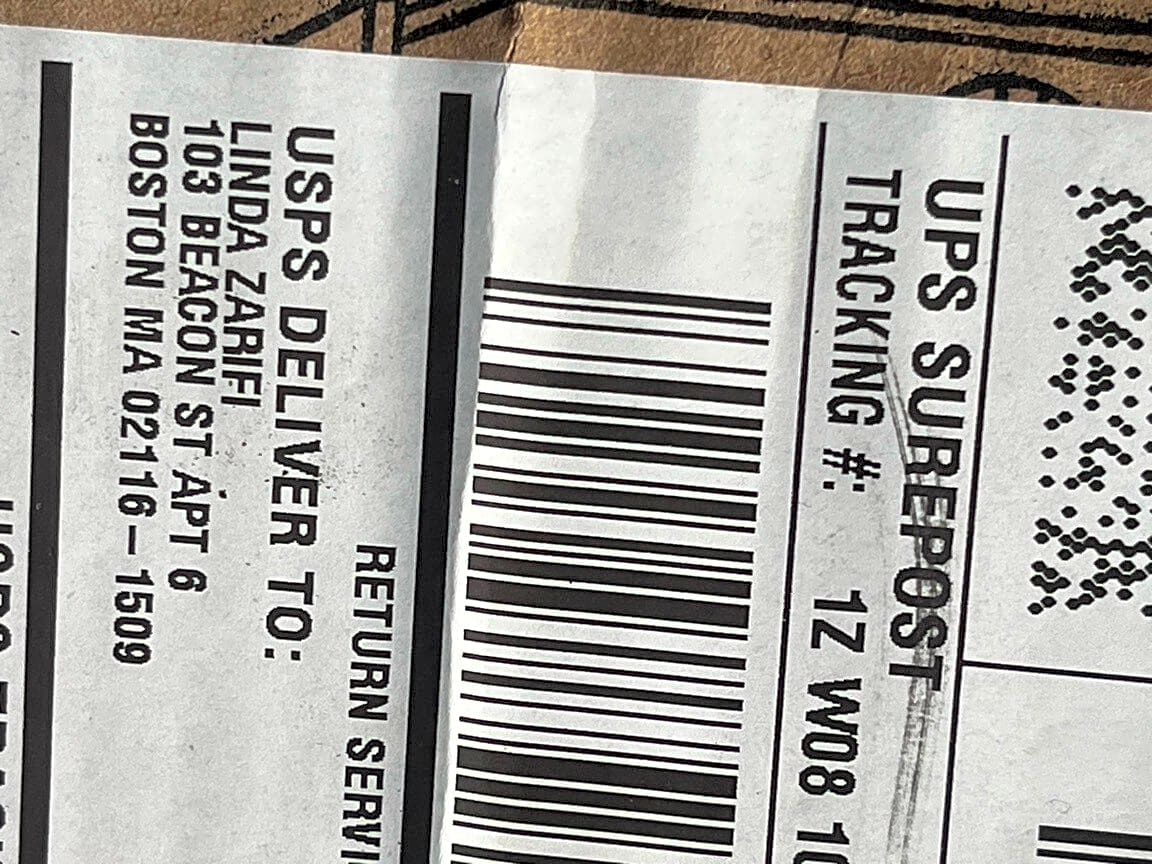 UPS SUREPOST
TRACKING #: 1Z W08 10
RETURN SERVI
USPS DELIVER TO:
LINDA ZARIFI
103 BEACON ST APT 6
BOSTON MA 02116-1509